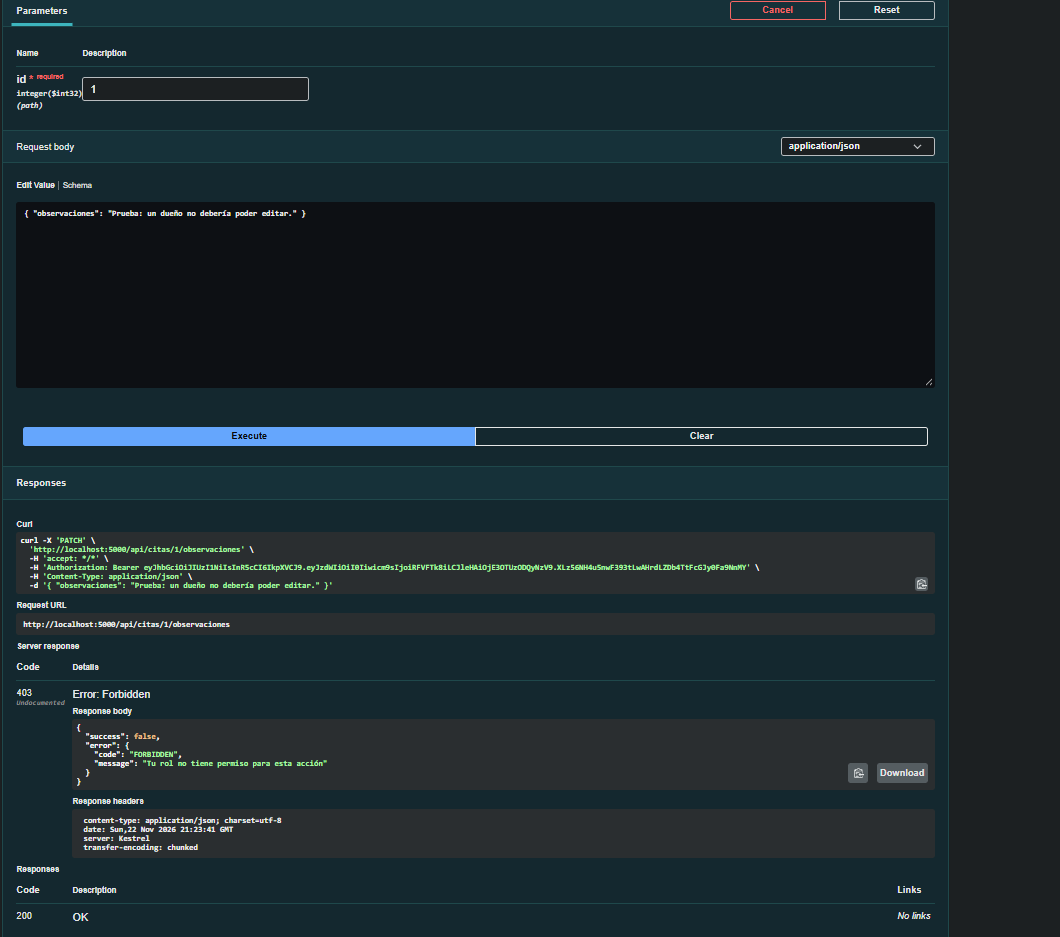 Parameters
Cancel
Reset
Name Description
id * required
integer($int32)
(path)
1
Request body
application/json
Edit Value | Schema
{ "observaciones": "Prueba: un dueño no debería poder editar." }
Execute
Clear
Responses
Curl
curl -X 'PATCH' \
'http://localhost:5000/api/citas/1/observaciones' \
-H 'accept: */*' \
-H 'Authorization: Bearer
-H 'Content-Type: application/json' \
-d '{ "observaciones": "Prueba: un dueño no debería poder editar." }'
Request URL
http://localhost:5000/api/citas/1/observaciones
Server response
Code Details
403
Undocumented
Error: Forbidden
Response body
{
"success": false,
"error": {
"code": "FORBIDDEN",
"message": "Tu rol no tiene permiso para esta acción"
}
}
Download
Response headers
content-type: application/json; charset=utf-8
date: Sun,22 Nov 2026 21:23:41 GMT
server: Kestrel
transfer-encoding: chunked
Responses
Code Description Links
200 OK No links